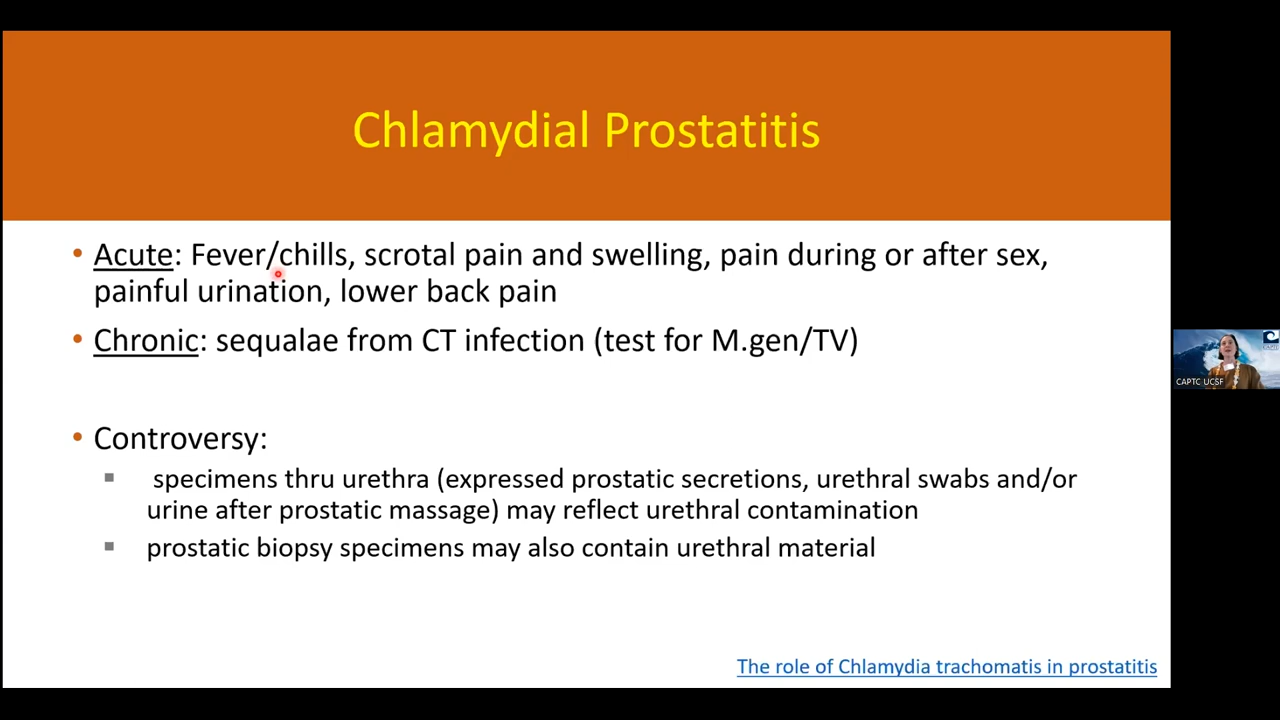 Chlamydial Prostatitis
• Acute: Fever/chills, scrotal pain and swelling, pain during or after sex,
painful urination, lower back pain
• Chronic: sequalae from CT infection (test for M.gen/TV)
• Controversy:
▪ specimens thru urethra (expressed prostatic secretions, urethral swabs and/or
urine after prostatic massage) may reflect urethral contamination
▪ prostatic biopsy specimens may also contain urethral material
The role of Chlamydia trachomatis in prostatitis
CAPTC UCSF